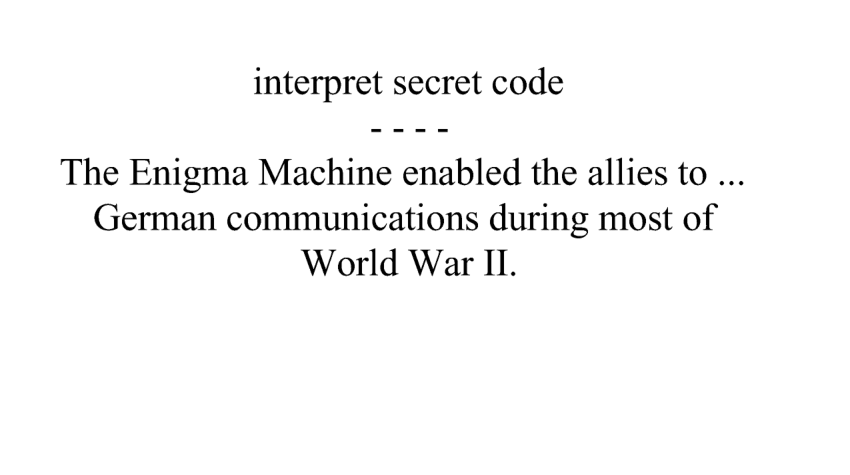 interpret secret code
- - - -
The Enigma Machine enabled the allies to ...
German communications during most of
World War II.